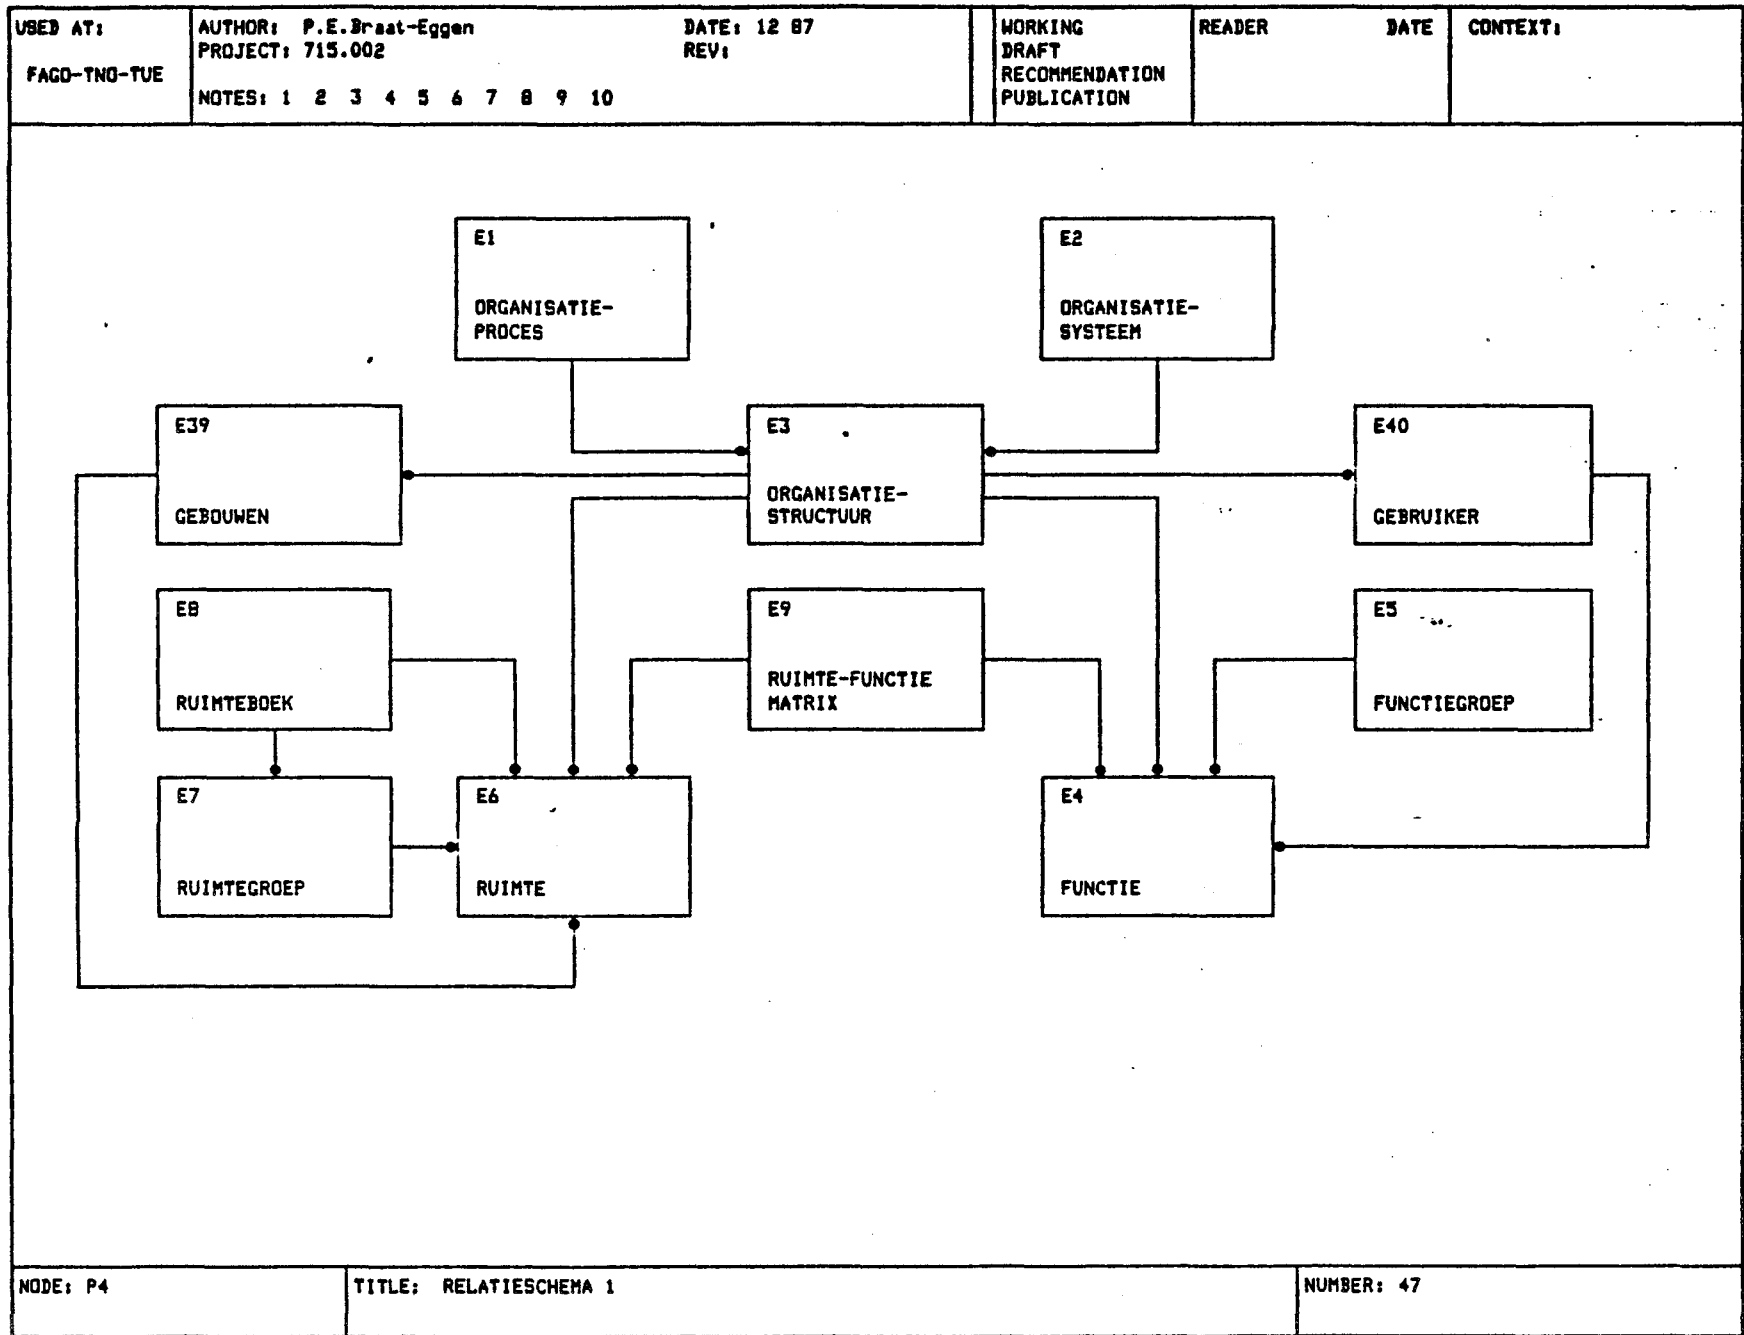 USED AT:
FAGO-TNO-TUE
AUTHOR: P.E.Braat-Eggen DATE: 12 87
PROJECT: 715.002 REV:
NOTES: 1 2 3 4 5 6 7 8 9 10
WORKING
DRAFT
RECOMMENDATION
PUBLICATION
READER DATE
CONTEXT:
E1
ORGANISATIE-
PROCES
E2
ORGANISATIE-
SYSTEEM
E39
GEBOUWEN
E3
ORGANISATIE-
STRUCTUUR
E40
GEBRUIKER
E8
RUIMTEBOEK
E9
RUIMTE-FUNCTIE
MATRIX
E5
FUNCTIEGROEP
E7
RUIMTEGROEP
E6
RUIMTE
E4
FUNCTIE
NODE: P4
TITLE: RELATIESCHEMA 1
NUMBER: 47